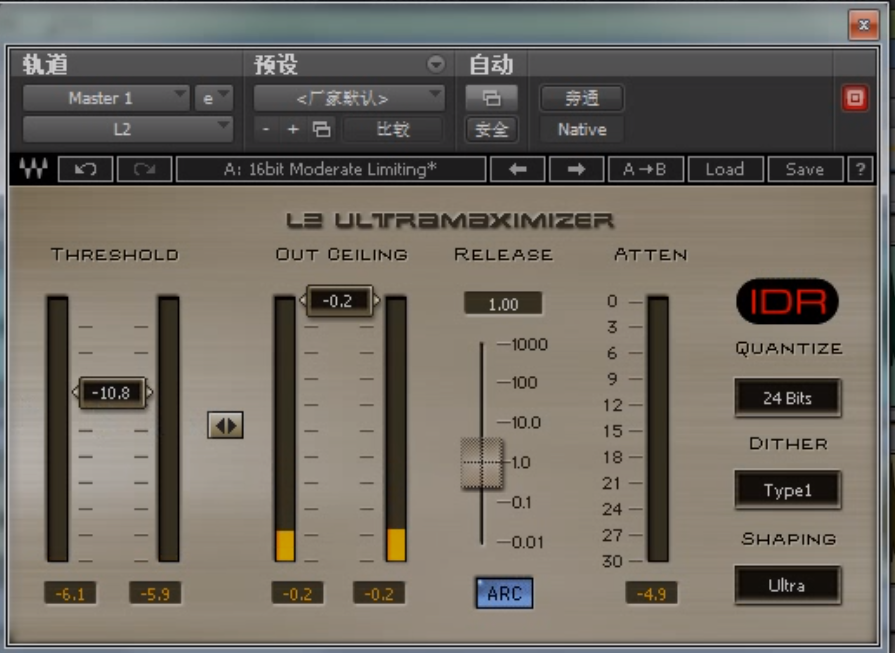 轨道 预设 自动
Master 1 e <厂家默认> 旁通
L2 - + 比较 安全 Native
A: 16bit Moderate Limiting* A→B Load Save ?
L2 ULTRAMAXIMIZER
THRESHOLD OUT CEILING RELEASE ATTEN
-0.2 1.00 IDR
0
3
6
9
12
15
18
21
24
27
30
1000
100
10.0
1.0
0.1
0.01
-10.8
QUANTIZE
24 Bits
DITHER
Type1
SHAPING
Ultra
-6.1 -5.9 -0.2 -0.2 ARC -4.9